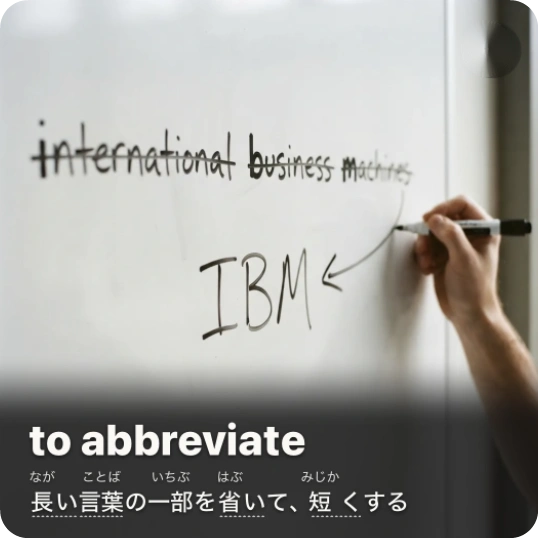 international business machines
IBM
to abbreviate
なが ことば いちぶ はぶ みじか
長い言葉の一部を省いて、短くする